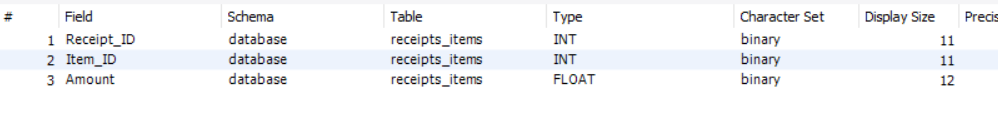 # Field Schema Table Type Character Set Display Size Precis
1 Receipt_ID database receipts_items INT binary 11
2 Item_ID database receipts_items INT binary 11
3 Amount database receipts_items FLOAT binary 12